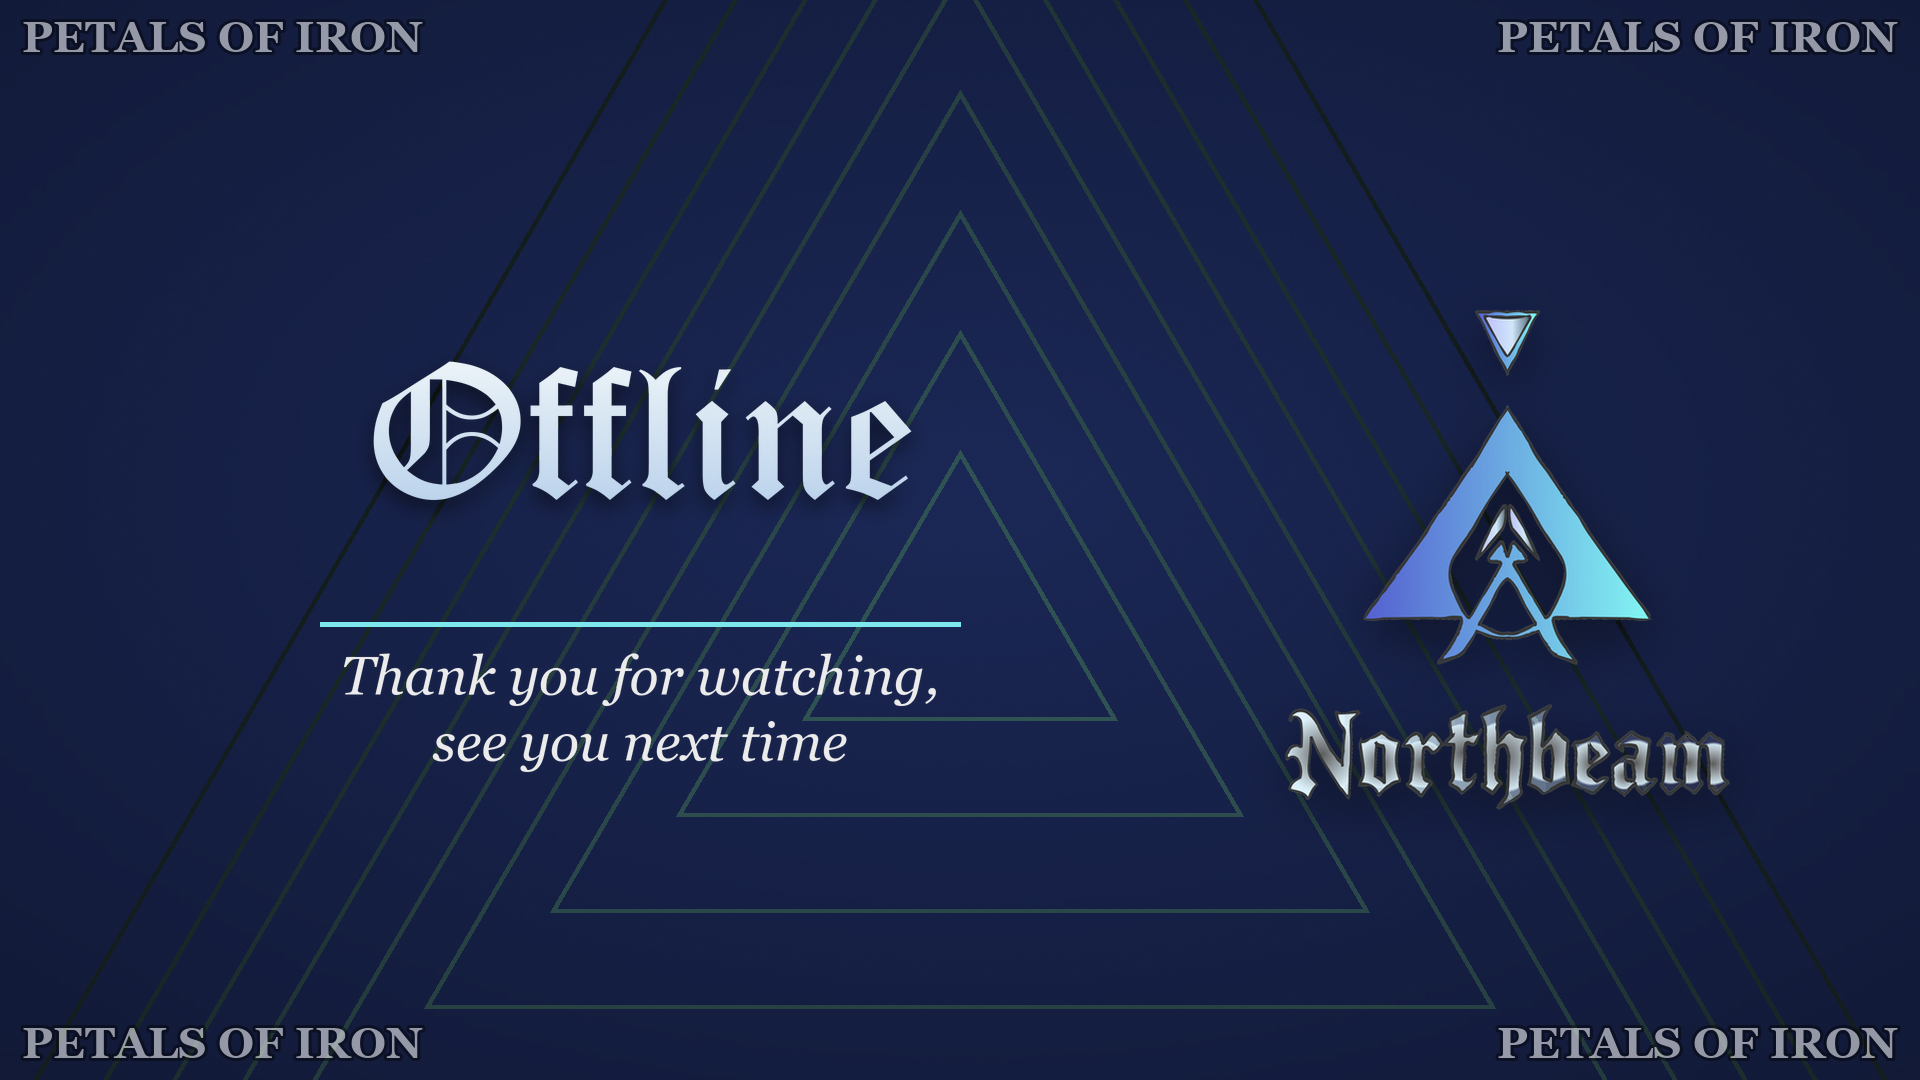 PETALS OF IRON
PETALS OF IRON
Offline
Thank you for watching,
see you next time
Northbeam
PETALS OF IRON
PETALS OF IRON